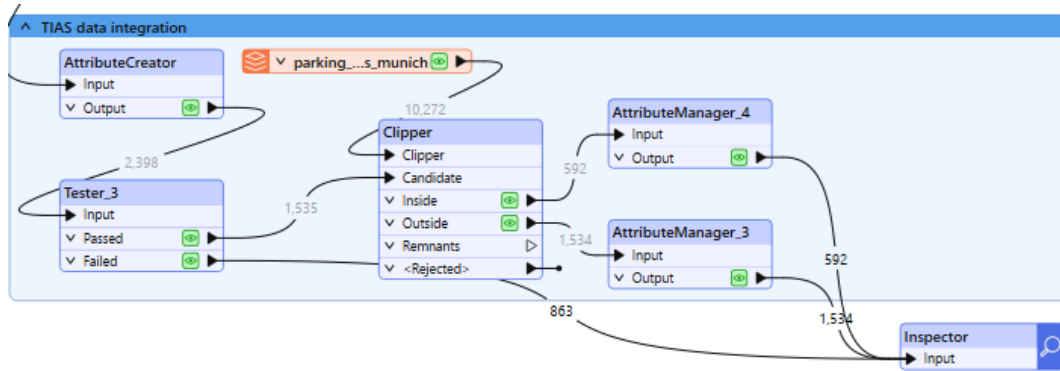 TIAS data integration
AttributeCreator
Input
Output
parking_...s_munich
10,272
2,398
Tester_3
Input
Passed
Failed
1,535
Clipper
Clipper
Candidate
Inside
Outside
Remnants
<Rejected>
592
1,534
AttributeManager_4
Input
Output
AttributeManager_3
Input
Output
592
863
1,534
Inspector
Input